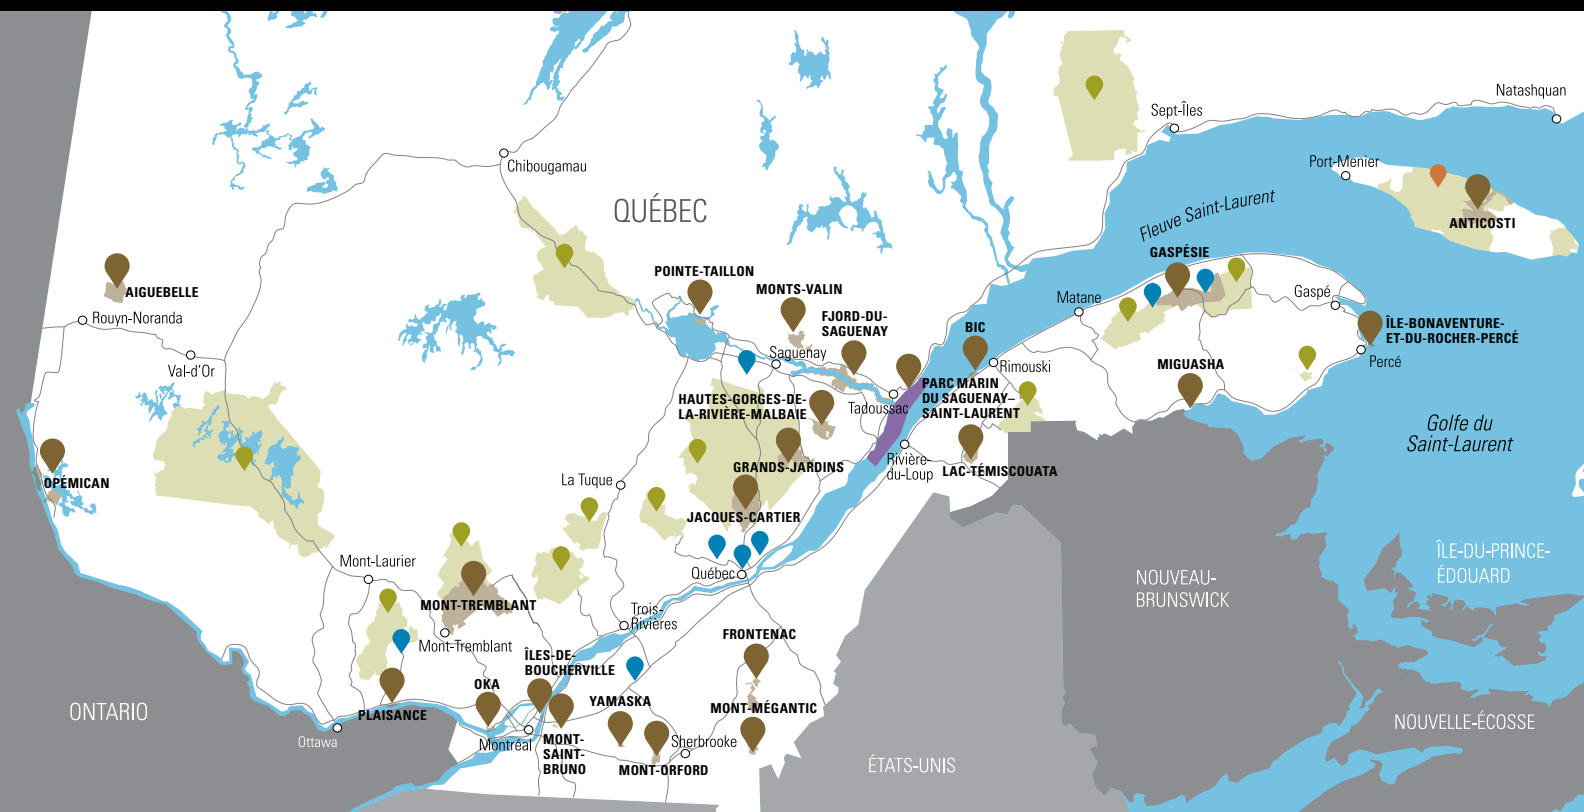 Natashquan
Sept-Îles
Port-Menier
Chibougamau
QUÉBEC
Fleuve Saint-Laurent
ANTICOSTI
GASPÉSIE
POINTE-TAILLON
MONTS-VALIN
AIGUEBELLE
Matane
Gaspé
Rouyn-Noranda
FJORD-DU-
SAGUENAY
BIC
ÎLE-BONAVENTURE-
ET-DU-ROCHER-PERCÉ
Saguenay
Percé
Val-d'Or
Rimouski
MIGUASHA
PARC MARIN
DU SAGUENAY–
SAINT-LAURENT
HAUTES-GORGES-DE-
LA-RIVIÈRE-MALBAIE
Tadoussac
Golfe du
Saint-Laurent
Rivière-
du-Loup
GRANDS-JARDINS
LAC-TÉMISCOUATA
OPÉMICAN
La Tuque
JACQUES-CARTIER
Mont-Laurier
Québec
ÎLE-DU-PRINCE-
ÉDOUARD
NOUVEAU-
BRUNSWICK
MONT-TREMBLANT
Trois-
Rivières
Mont-Tremblant
FRONTENAC
ÎLES-DE-
BOUCHERVILLE
OKA
YAMASKA
MONT-MÉGANTIC
ONTARIO
PLAISANCE
NOUVELLE-ÉCOSSE
Ottawa
Montréal
MONT-
SAINT-
BRUNO
Sherbrooke
MONT-ORFORD
ÉTATS-UNIS